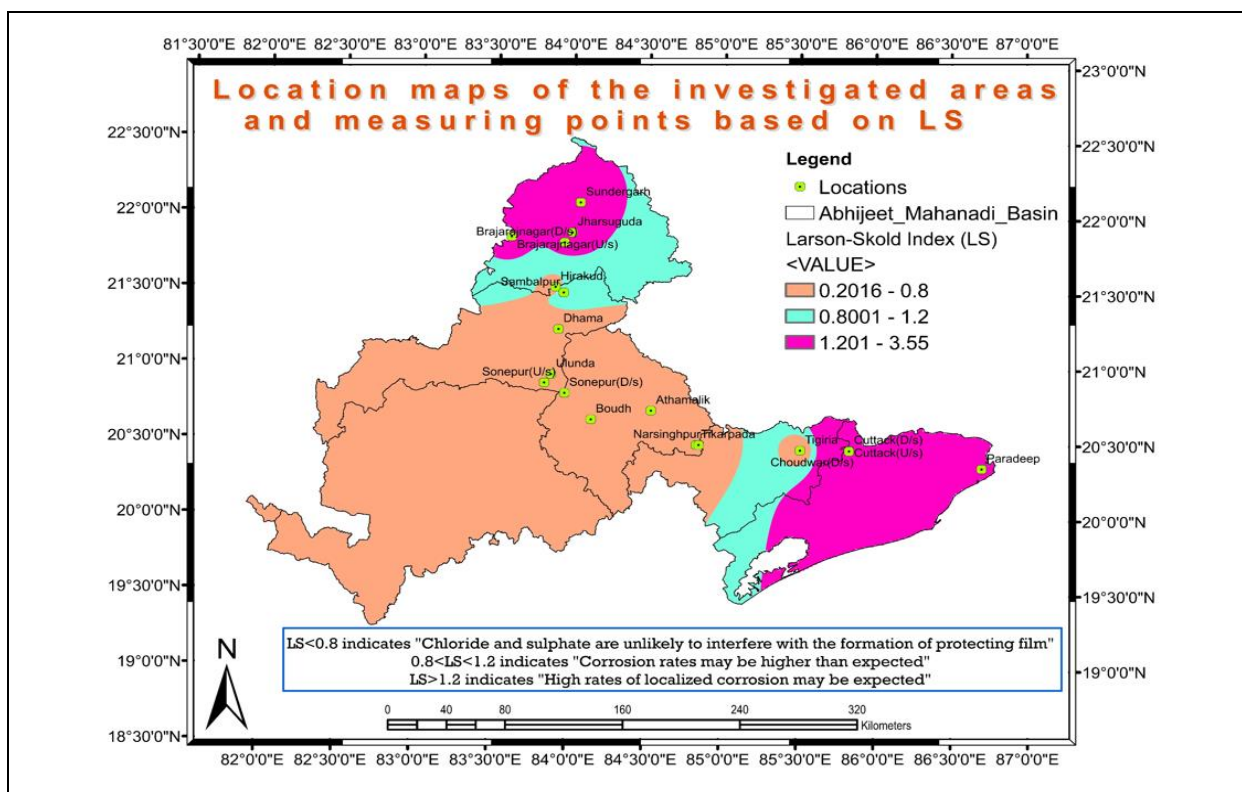 81°30'0"E 82°0'0"E 82°30'0"E 83°0'0"E 83°30'0"E 84°0'0"E 84°30'0"E 85°0'0"E 85°30'0"E 86°0'0"E 86°30'0"E 87°0'0"E
23°0'0"N
Location maps of the investigated areas
and measuring points based on LS
22°30'0"N
22°30'0"N
Legend
Locations
Abhijeet_Mahanadi_Basin
Larson-Skold Index (LS)
<VALUE>
0.2016 - 0.8
0.8001 - 1.2
1.201 - 3.55
Sundergarh
22°0'0"N
22°0'0"N
Jharsuguda
Brajarajnagar(D/s)
Brajarajnagar(U/s)
21°30'0"N
21°30'0"N
Sambalpur
Hirakud
Dhama
21°0'0"N
21°0'0"N
Ulunda
Sonepur(U/s)
Sonepur(D/s)
Boudh
Athamalik
20°30'0"N
20°30'0"N
Narsinghpur
Tikarpada
Tigiria
Choudwar(D/s)
Cuttack(D/s)
Cuttack(U/s)
Paradeep
20°0'0"N
20°0'0"N
19°30'0"N
19°30'0"N
LS<0.8 indicates "Chloride and sulphate are unlikely to interfere with the formation of protecting film"
0.8<LS<1.2 indicates "Corrosion rates may be higher than expected"
LS>1.2 indicates "High rates of localized corrosion may be expected"
N
19°0'0"N
19°0'0"N
0 40 80 160 240 320
Kilometers
18°30'0"N
82°0'0"E 82°30'0"E 83°0'0"E 83°30'0"E 84°0'0"E 84°30'0"E 85°0'0"E 85°30'0"E 86°0'0"E 86°30'0"E 87°0'0"E